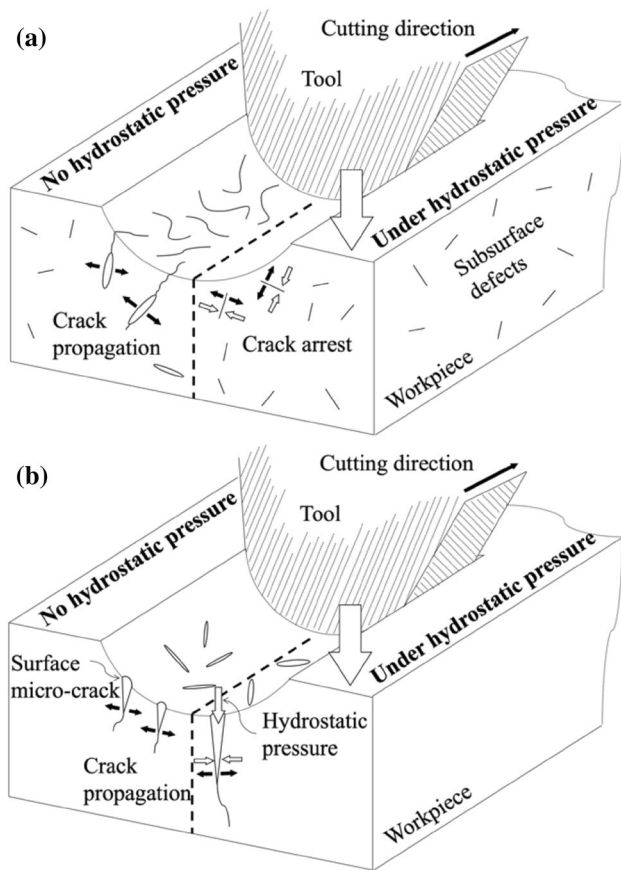 (a)
Cutting direction
Tool
No hydrostatic pressure
Under hydrostatic pressure
Subsurface
defects
Crack
propagation
Crack arrest
Workpiece
(b)
Cutting direction
Tool
No hydrostatic pressure
Under hydrostatic pressure
Surface
micro-crack
Hydrostatic
pressure
Crack
propagation
Workpiece